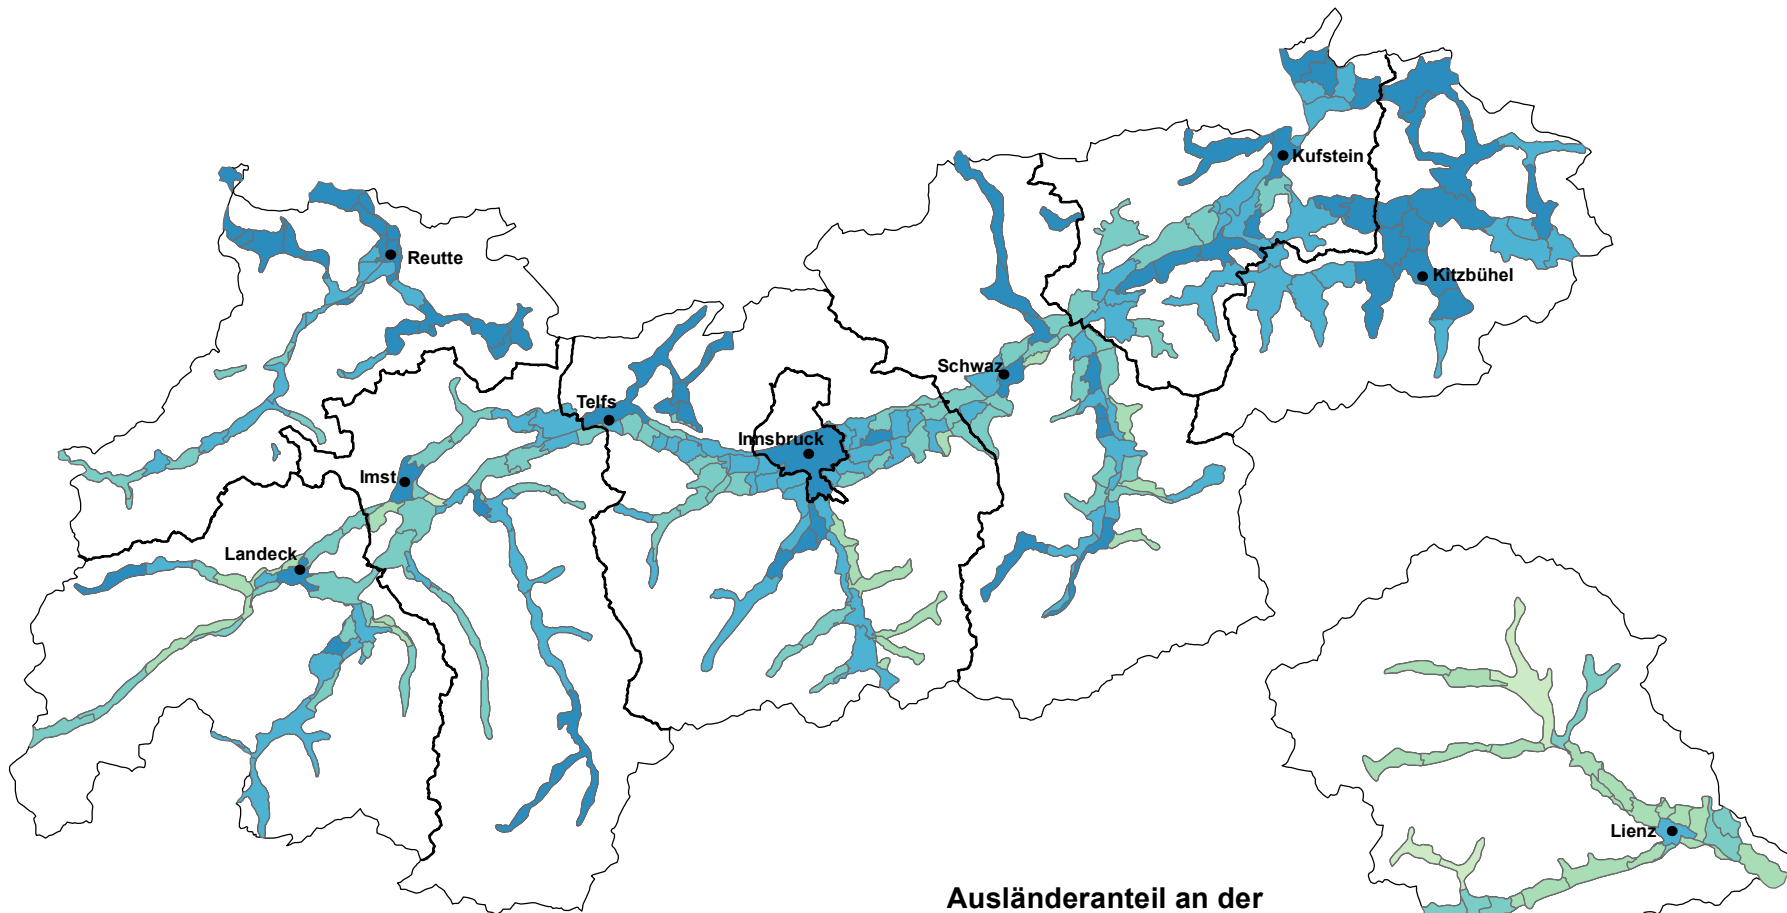 Kufstein
Reutte
Kitzbühel
Schwaz
Telfs
Innsbruck
Imst
Landeck
Lienz
Ausländeranteil an der